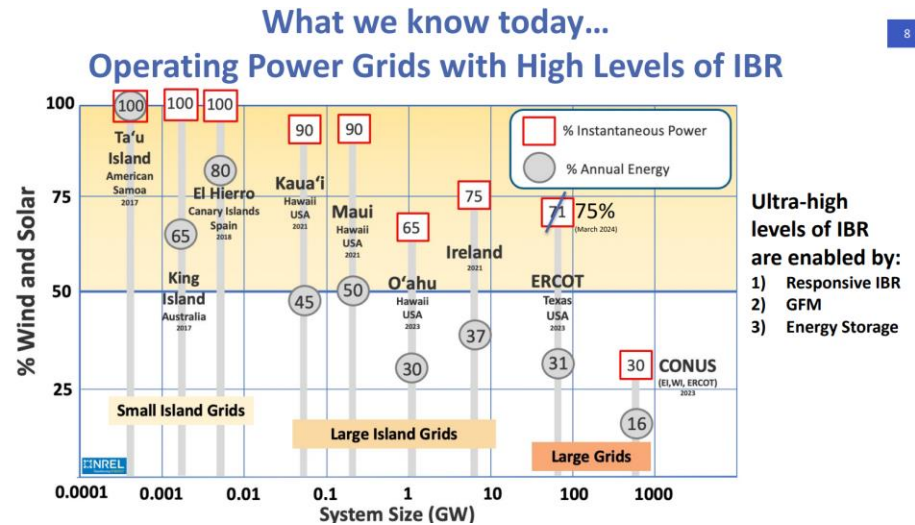 What we know today…
8
Operating Power Grids with High Levels of IBR
% Wind and Solar
100
75
50
25
% Instantaneous Power
% Annual Energy
100
Ta‘u
Island
American
Samoa
2017
100
65
King
Island
Australia
2017
100
80
El Hierro
Canary Islands
Spain
2018
90
Kaua‘i
Hawaii
USA
2021
45
90
Maui
Hawaii
USA
2021
50
65
O‘ahu
Hawaii
USA
2023
30
75
Ireland
2021
37
71 75%
(March 2024)
ERCOT
Texas
USA
2023
31
30
CONUS
(EI,WI, ERCOT)
2023
16
Small Island Grids
Large Island Grids
Large Grids
NREL
0.0001 0.001 0.01 0.1 1 10 100 1000
System Size (GW)
Ultra-high
levels of IBR
are enabled by:
1) Responsive IBR
2) GFM
3) Energy Storage